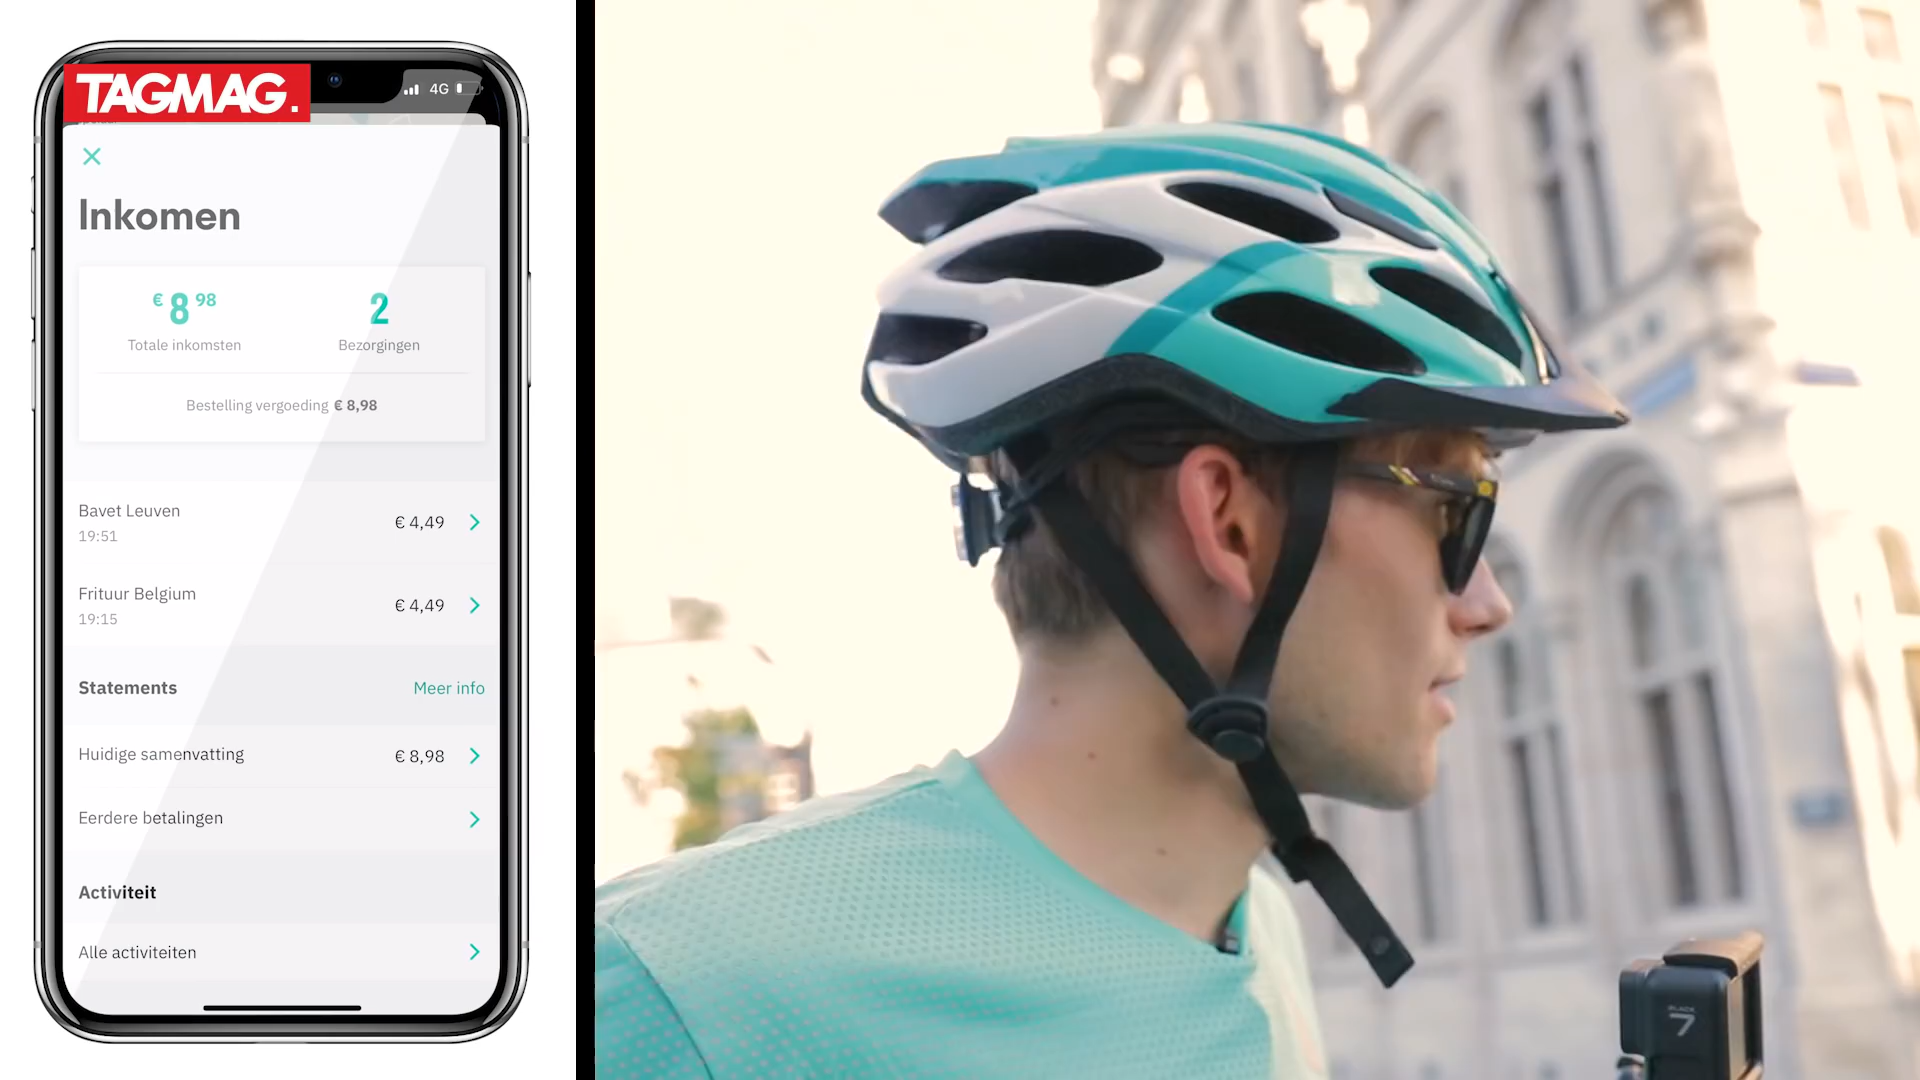 TAGMAG.
4G
Inkomen
€ 8 98
2
Totale inkomsten
Bezorgingen
Bestelling vergoeding € 8,98
Bavet Leuven
€ 4,49
19:51
Frituur Belgium
€ 4,49
19:15
Statements
Meer info
Huidige samenvatting
€ 8,98
Eerdere betalingen
Activiteit
Alle activiteiten
BLACK
7